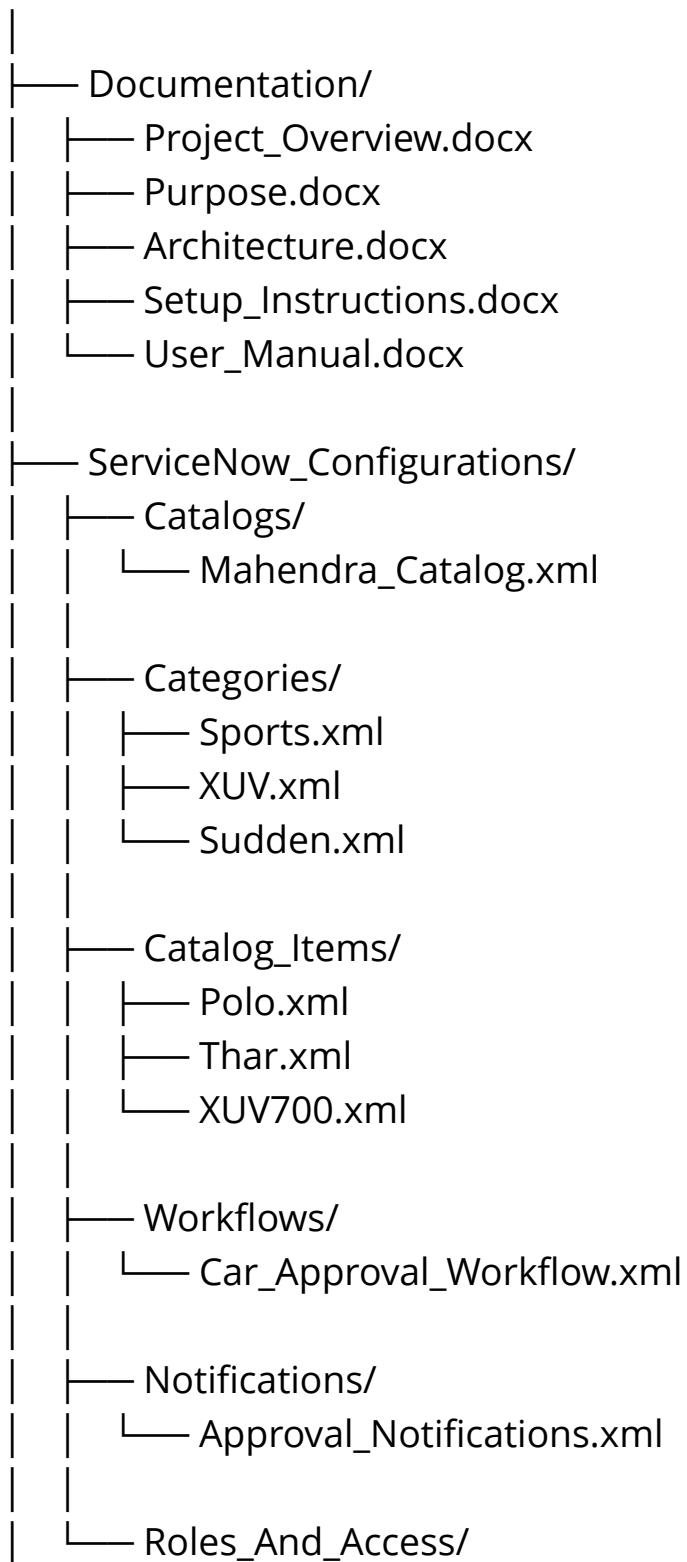 │
├── Documentation/
│   ├── Project_Overview.docx
│   ├── Purpose.docx
│   ├── Architecture.docx
│   ├── Setup_Instructions.docx
│   └── User_Manual.docx
│
├── ServiceNow_Configurations/
│   ├── Catalogs/
│   │   └── Mahendra_Catalog.xml
│   │
│   ├── Categories/
│   │   ├── Sports.xml
│   │   ├── XUV.xml
│   │   └── Sudden.xml
│   │
│   ├── Catalog_Items/
│   │   ├── Polo.xml
│   │   ├── Thar.xml
│   │   └── XUV700.xml
│   │
│   ├── Workflows/
│   │   └── Car_Approval_Workflow.xml
│   │
│   ├── Notifications/
│   │   └── Approval_Notifications.xml
│   │
│   └── Roles_And_Access/